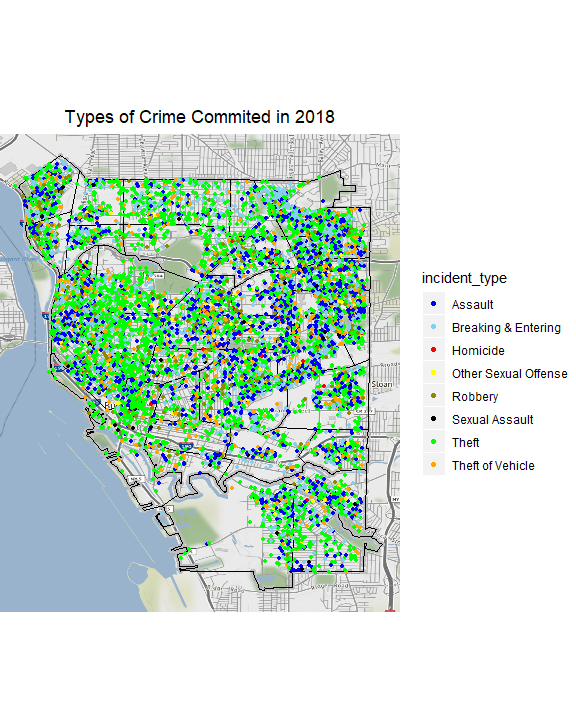 Types of Crime Commited in 2018
incident_type
Assault
Breaking & Entering
Homicide
Other Sexual Offense
Robbery
Sexual Assault
Theft
Theft of Vehicle
Sloan